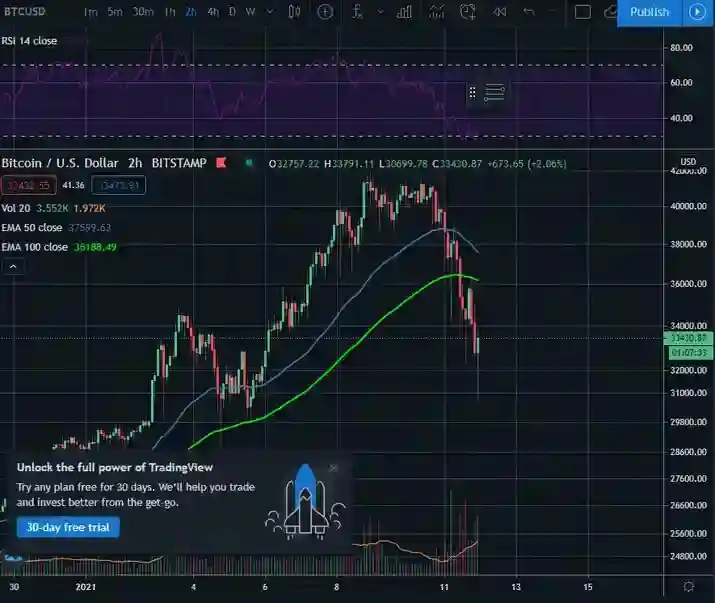 BTCUSD 1m 5m 30m 1h 2h 4h D W Publish
RSI 14 close
80.00
60.00
40.00
Bitcoin / U.S. Dollar 2h BITSTAMP O32757.22 H33791.11 L30699.78 C33430.87 +673.65 (+2.06%)
USD
41.36
Vol 20 3.552K 1.972K
EMA 50 close 37599.63
EMA 100 close 36188.49
42000.00
40000.00
38000.00
36000.00
34000.00
33430.87
01:07:33
32000.00
31000.00
29800.00
28600.00
27600.00
26600.00
25600.00
24800.00
Unlock the full power of TradingView
Try any plan free for 30 days. We'll help you trade
and invest better from the get-go.
30-day free trial
30 2021 4 6 8 11 13 15